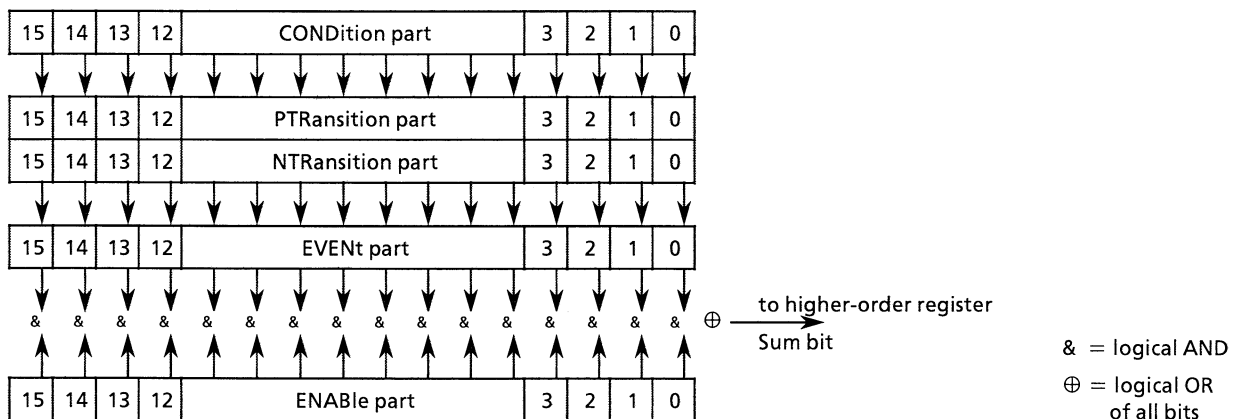 15 14 13 12 CONDition part 3 2 1 0
15 14 13 12 PTRansition part 3 2 1 0
15 14 13 12 NTRansition part 3 2 1 0
15 14 13 12 EVENt part 3 2 1 0
& & & & & & & & & & & & & & & & ⊕ to higher-order register
Sum bit
& = logical AND
⊕ = logical OR
of all bits
15 14 13 12 ENABle part 3 2 1 0